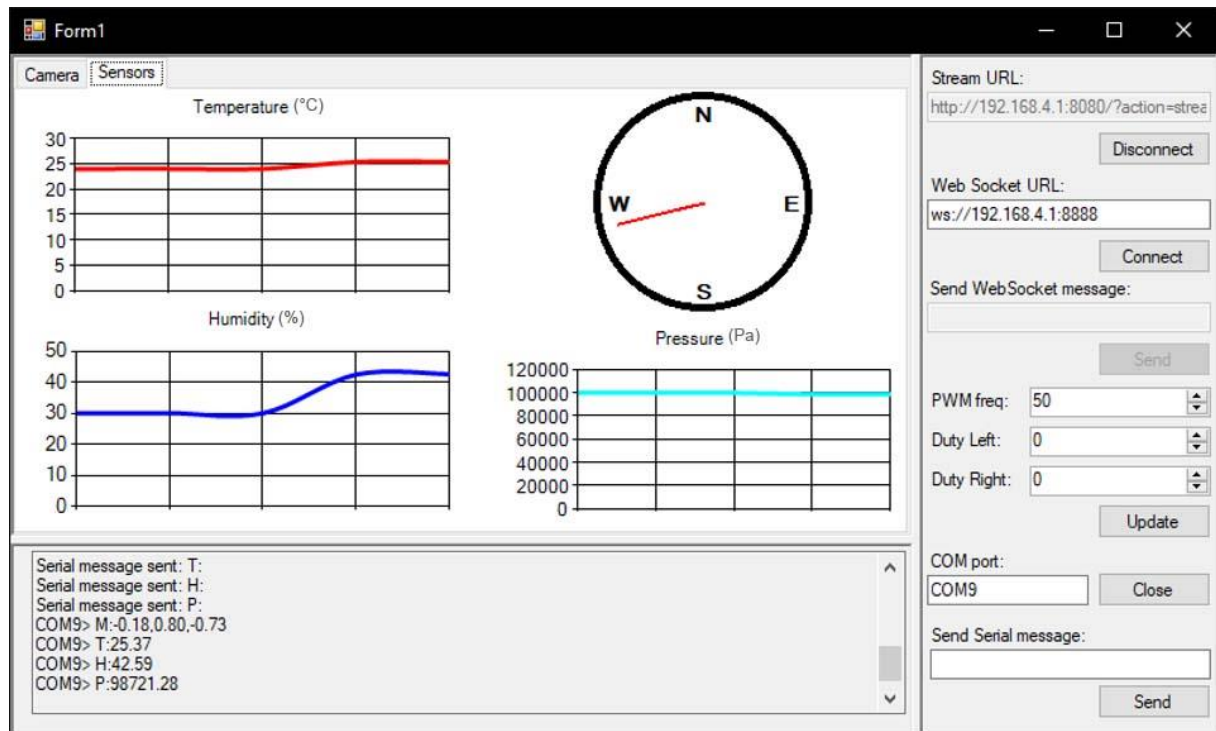 Form1
Camera
Sensors
Temperature (°C)
30
25
20
15
10
5
0
N
W
E
S
Humidity (%)
50
40
30
20
10
0
Pressure (Pa)
120000
100000
80000
60000
40000
20000
0
Serial message sent: T:
Serial message sent: H:
Serial message sent: P:
COM9> M:-0.18,0.80,-0.73
COM9> T:25.37
COM9> H:42.59
COM9> P:98721.28
Stream URL:
http://192.168.4.1:8080/?action=strea
Disconnect
Web Socket URL:
ws://192.168.4.1:8888
Connect
Send WebSocket message:
Send
PWM freq: 50
Duty Left: 0
Duty Right: 0
Update
COM port:
COM9
Close
Send Serial message:
Send